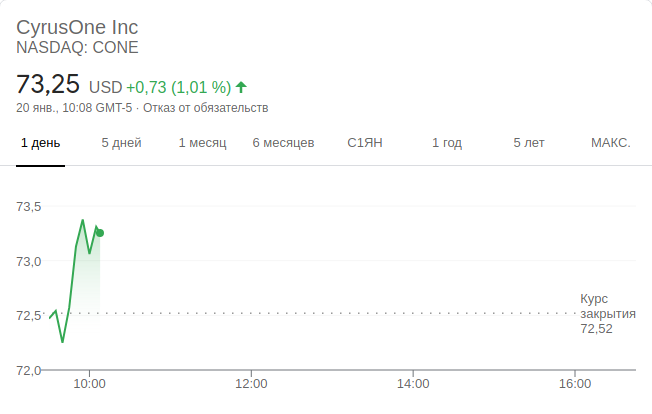 CyrusOne Inc
NASDAQ: CONE
73,25 USD +0,73 (1,01 %)
20 янв., 10:08 GMT-5 · Отказ от обязательств
1 день 5 дней 1 месяц 6 месяцев С1ЯН 1 год 5 лет МАКС.
73,5
73,0
Курс
72,5 закрытия
72,52
72,0
10:00 12:00 14:00 16:00